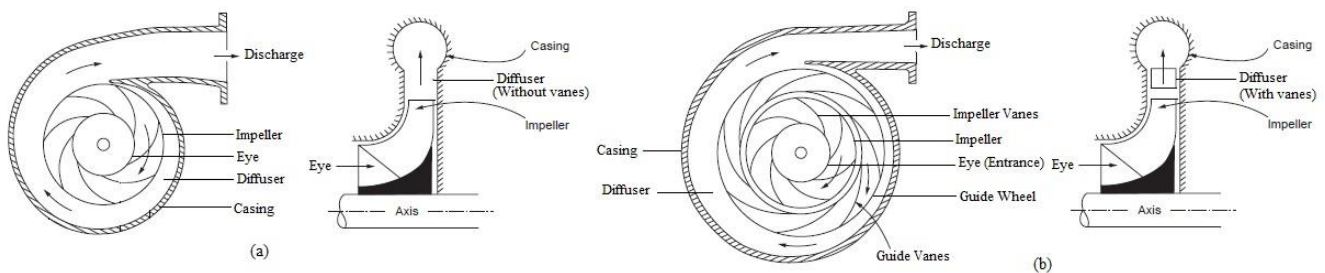 Discharge
Impeller
Eye
Diffuser
Casing
(a)
Casing
Diffuser
(Without vanes)
Impeller
Eye
Axis
Discharge
Impeller Vanes
Impeller
Eye (Entrance)
Guide Wheel
Guide Vanes
Casing
Diffuser
(b)
Casing
Diffuser
(With vanes)
Impeller
Eye
Axis